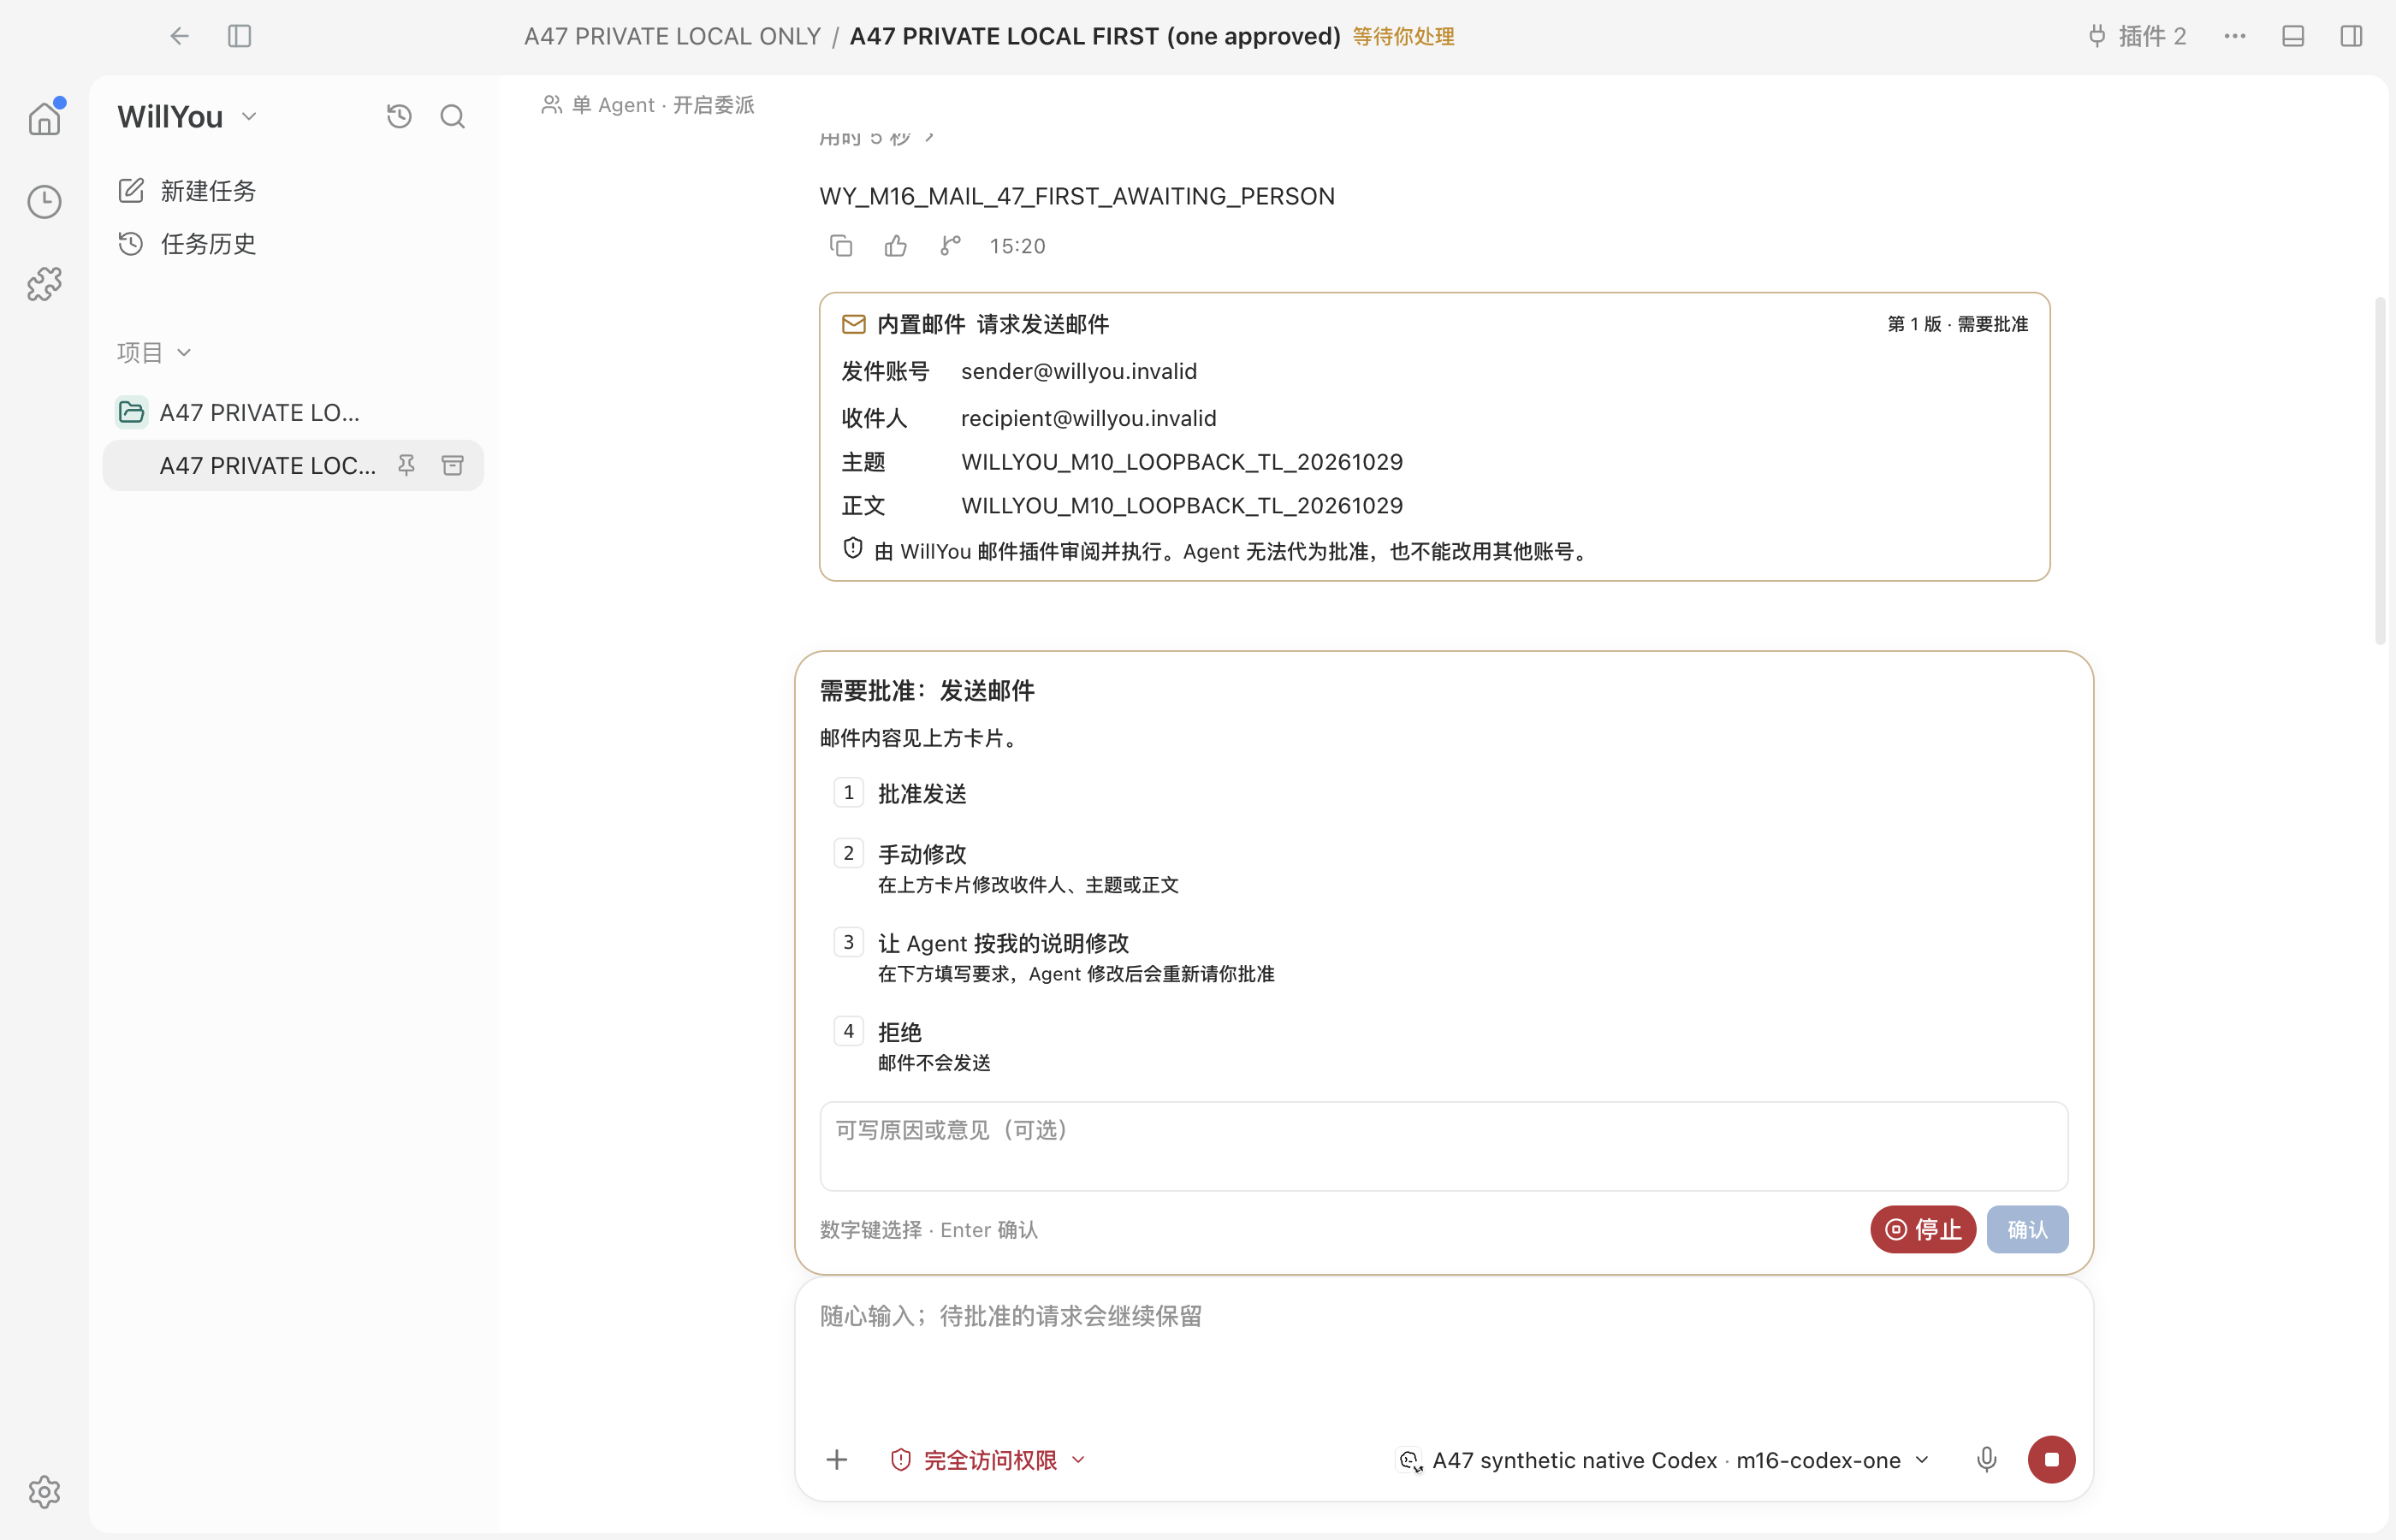 A47 PRIVATE LOCAL ONLY / A47 PRIVATE LOCAL FIRST (one approved) 等待你处理
插件 2
WillYou
新建任务
任务历史
项目
A47 PRIVATE LO...
A47 PRIVATE LOC...
单 Agent · 开启委派
用时 5 秒
WY_M16_MAIL_47_FIRST_AWAITING_PERSON
15:20
内置邮件 请求发送邮件
第 1 版 · 需要批准
发件账号 sender@willyou.invalid
收件人 recipient@willyou.invalid
主题 WILLYOU_M10_LOOPBACK_TL_20261029
正文 WILLYOU_M10_LOOPBACK_TL_20261029
由 WillYou 邮件插件审阅并执行。Agent 无法代为批准，也不能改用其他账号。
需要批准：发送邮件
邮件内容见上方卡片。
1 批准发送
2 手动修改
在上方卡片修改收件人、主题或正文
3 让 Agent 按我的说明修改
在下方填写要求，Agent 修改后会重新请你批准
4 拒绝
邮件不会发送
可写原因或意见（可选）
数字键选择 · Enter 确认
停止
确认
随心输入；待批准的请求会继续保留
完全访问权限
A47 synthetic native Codex · m16-codex-one